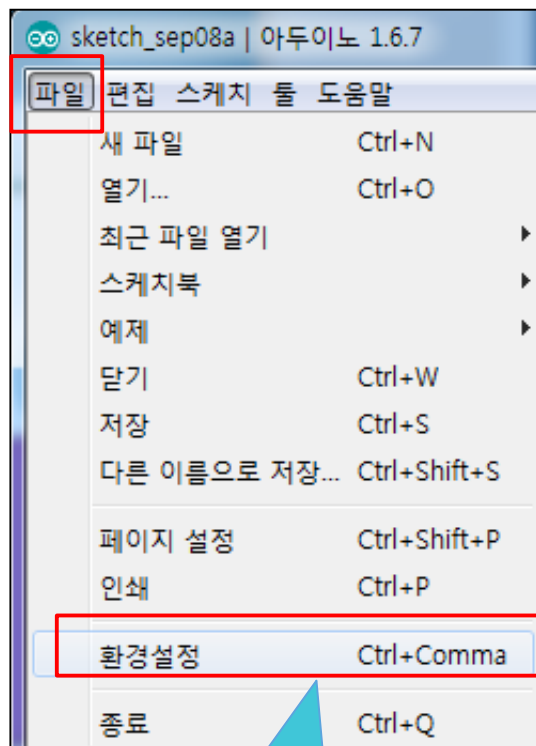 sketch_sep08a | 아두이노 1.6.7
파일 편집 스케치 툴 도움말
새 파일 Ctrl+N
열기... Ctrl+O
최근 파일 열기
스케치북
예제
닫기 Ctrl+W
저장 Ctrl+S
다른 이름으로 저장... Ctrl+Shift+S
페이지 설정 Ctrl+Shift+P
인쇄 Ctrl+P
환경설정 Ctrl+Comma
종료 Ctrl+Q